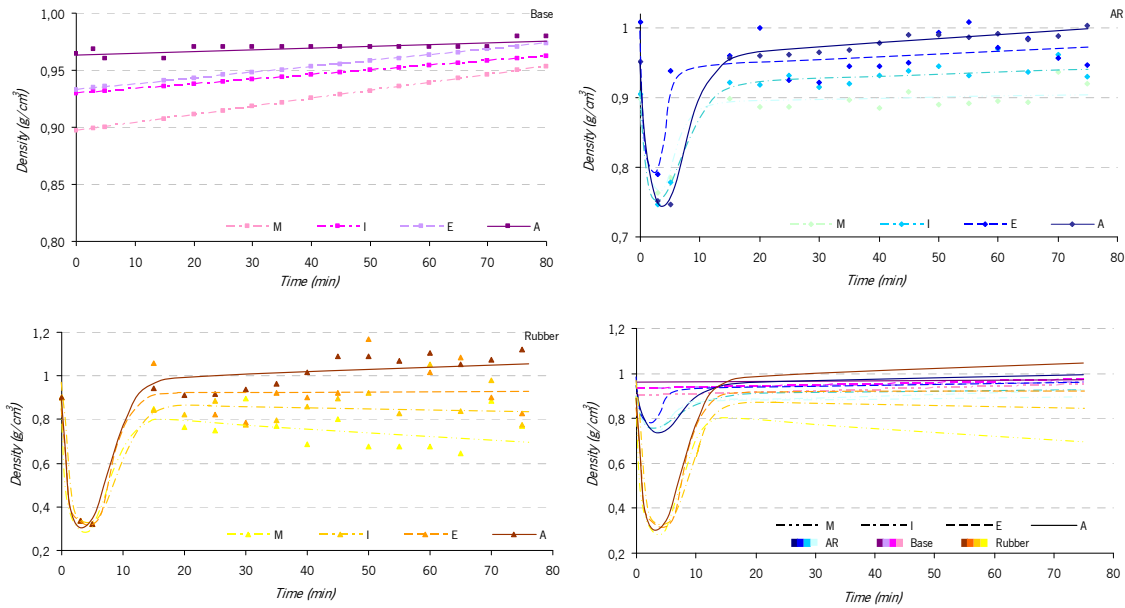 Base
1,00
0,95
0,90
0,85
0,80
Density (g/cm³)
M I E A
0 10 20 30 40 50 60 70 80
Time (min)
AR
1
0,9
0,8
0,7
Density (g/cm³)
M I E A
0 10 20 30 40 50 60 70 80
Time (min)
Rubber
1,2
1
0,8
0,6
0,4
0,2
Density (g/cm³)
M I E A
0 10 20 30 40 50 60 70 80
Time (min)
1,2
1
0,8
0,6
0,4
0,2
Density (g/cm³)
M I E A
AR Base Rubber
0 10 20 30 40 50 60 70 80
Time (min)